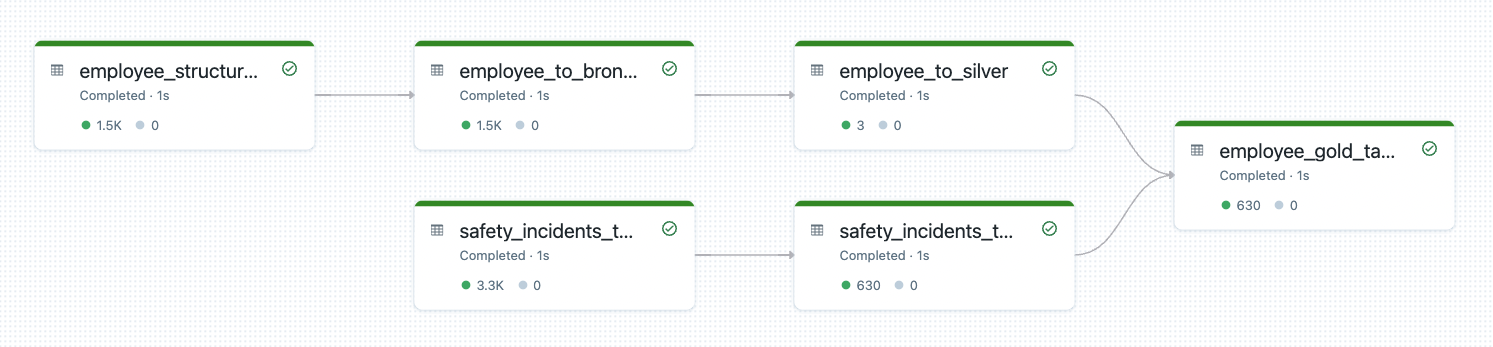 employee_structur...
Completed · 1s
1.5K 0
employee_to_bron...
Completed · 1s
1.5K 0
employee_to_silver
Completed · 1s
3 0
employee_gold_ta...
Completed · 1s
630 0
safety_incidents_t...
Completed · 1s
3.3K 0
safety_incidents_t...
Completed · 1s
630 0